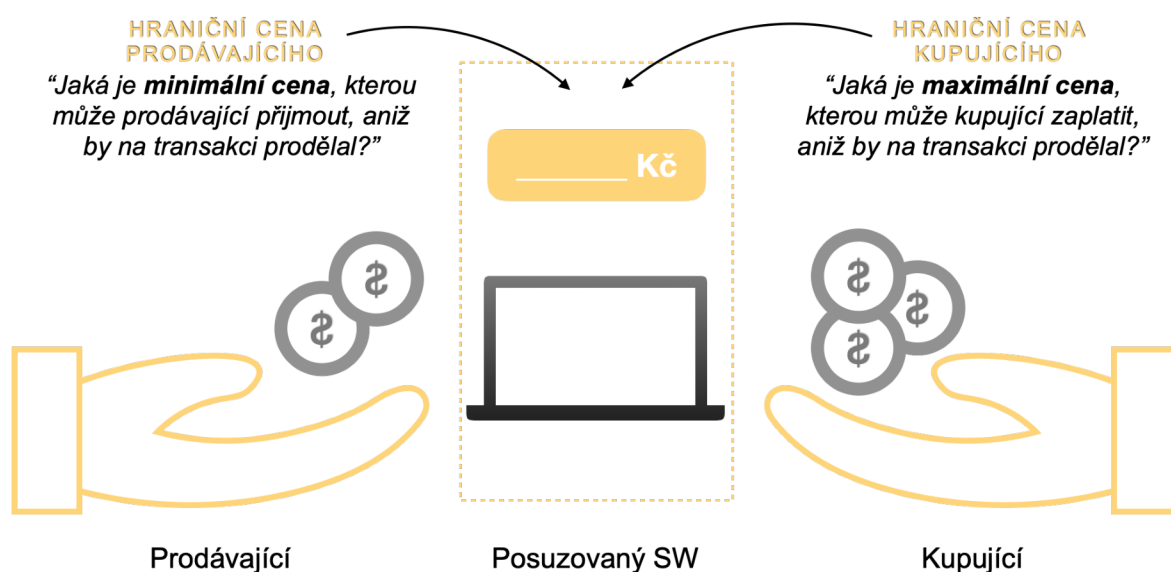 HRANIČNÍ CENA
PRODÁVAJÍCÍHO
“Jaká je minimální cena, kterou
může prodávající přijmout, aniž
by na transakci prodělal?”
HRANIČNÍ CENA
KUPUJÍCÍHO
“Jaká je maximální cena,
kterou může kupující zaplatit,
aniž by na transakci prodělal?”
_______ Kč
$
$
$
$
$
Prodávající
Posuzovaný SW
Kupující